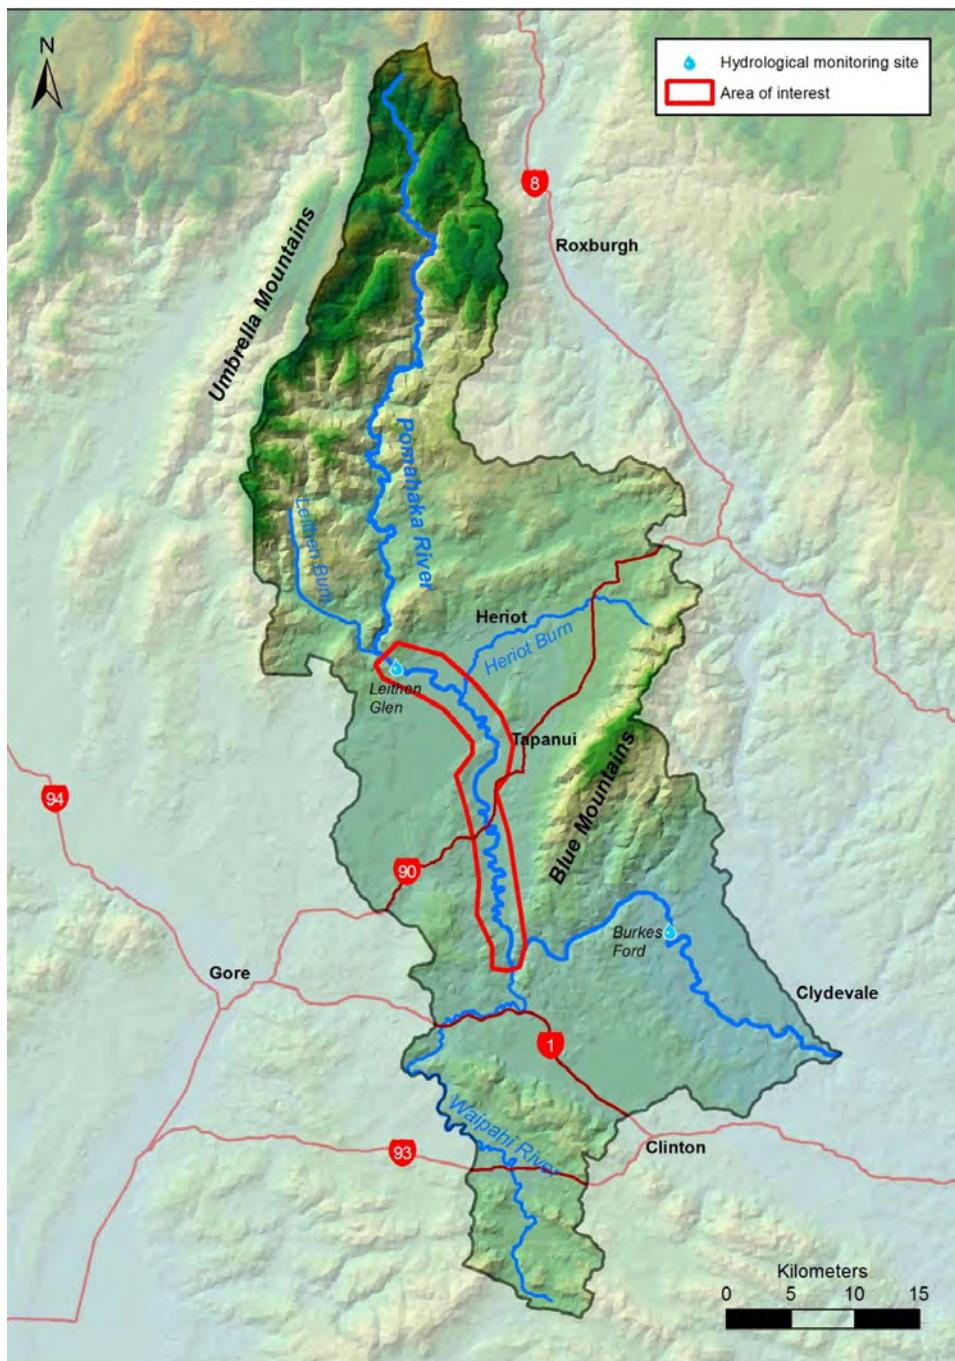 N
Hydrological monitoring site
Area of interest
8
Roxburgh
Umbrella Mountains
Pomahaka River
Leithen Burn
Heriot
Heriot Burn
Leithen
Glen
Tapanui
Blue Mountains
94
90
Burkes
Ford
Gore
Clydevale
1
Waipahi River
Clinton
93
Kilometers
0 5 10 15